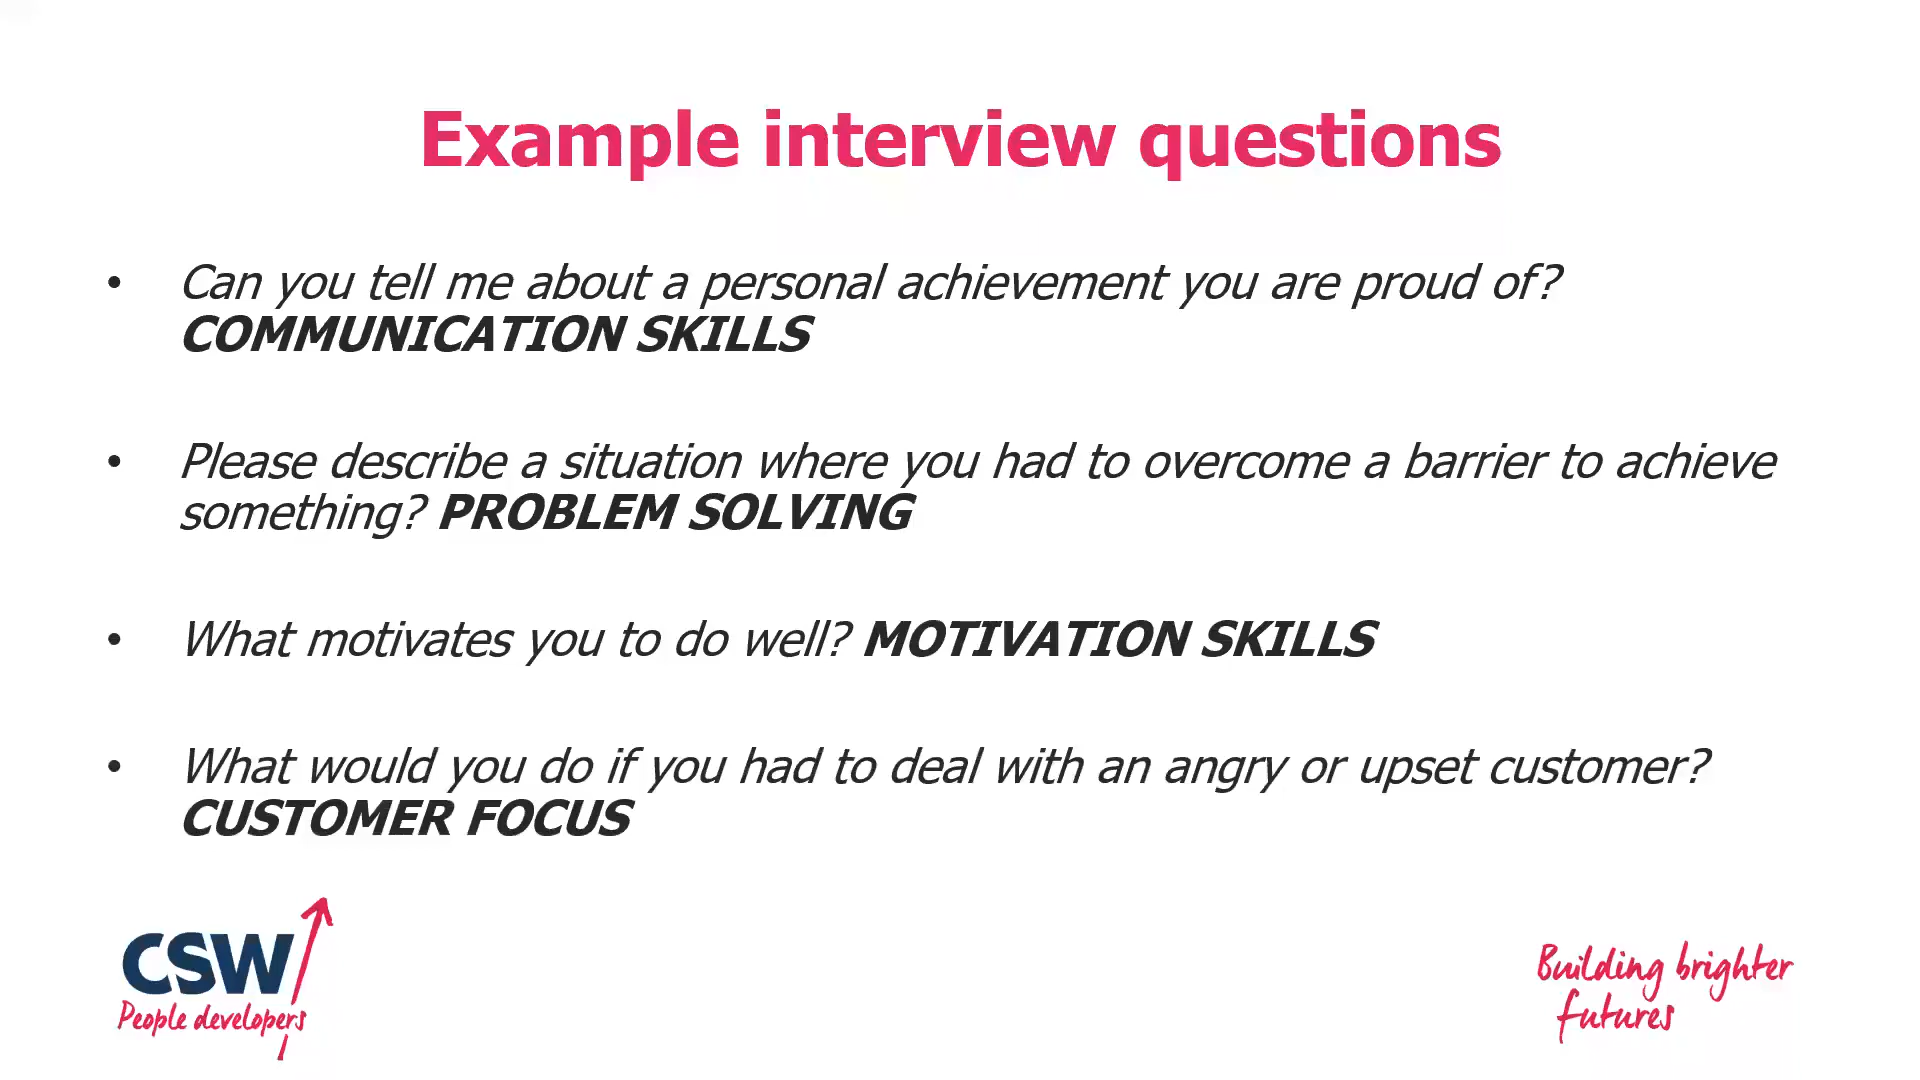 Example interview questions
• Can you tell me about a personal achievement you are proud of?
COMMUNICATION SKILLS
• Please describe a situation where you had to overcome a barrier to achieve
something? PROBLEM SOLVING
• What motivates you to do well? MOTIVATION SKILLS
• What would you do if you had to deal with an angry or upset customer?
CUSTOMER FOCUS
CSW
People developers
Building brighter
futures